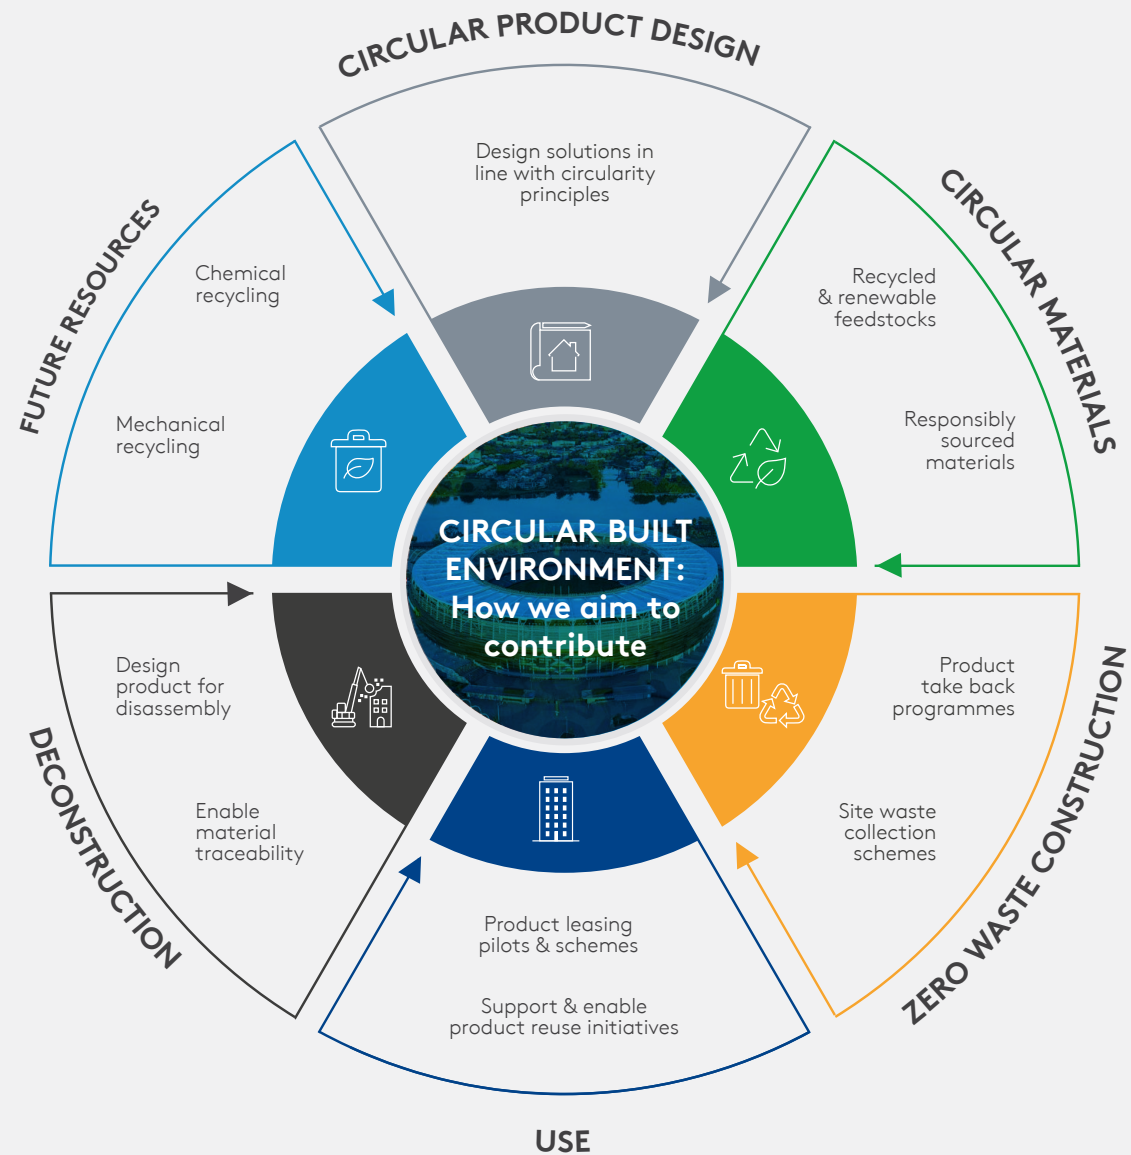 CIRCULAR PRODUCT DESIGN
Design solutions in
line with circularity
principles
CIRCULAR MATERIALS
Recycled
& renewable
feedstocks
Responsibly
sourced
materials
ZERO WASTE CONSTRUCTION
Product
take back
programmes
Site waste
collection
schemes
USE
Product leasing
pilots & schemes
Support & enable
product reuse initiatives
DECONSTRUCTION
Design
product for
disassembly
Enable
material
traceability
FUTURE RESOURCES
Chemical
recycling
Mechanical
recycling
CIRCULAR BUILT
ENVIRONMENT:
How we aim to
contribute